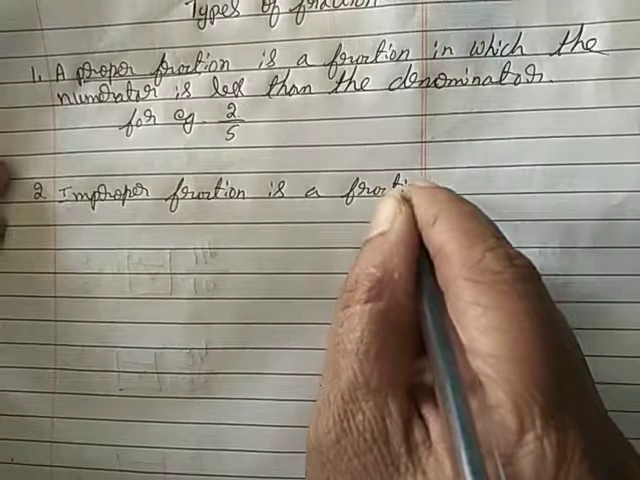 Types of fraction
1. A proper fraction is a fraction in which the
numerator is less than the denominator.
for eg 2/5
2 Improper fraction is a fracti